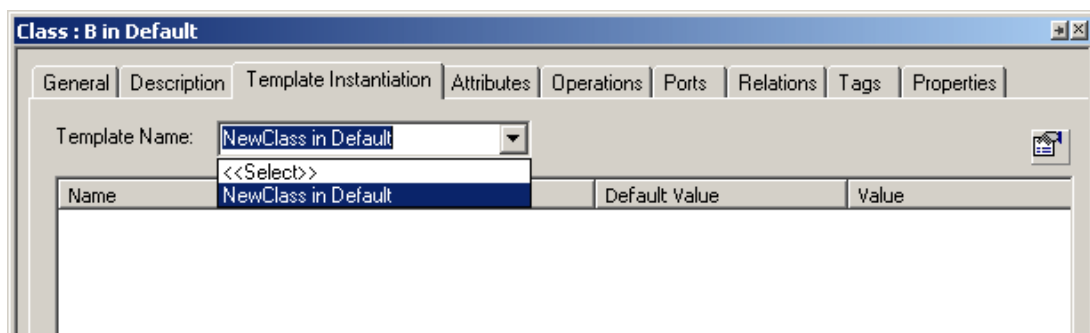 Class : B in Default
General Description Template Instantiation Attributes Operations Ports Relations Tags Properties
Template Name: NewClass in Default
<<Select>>
Name NewClass in Default Default Value Value